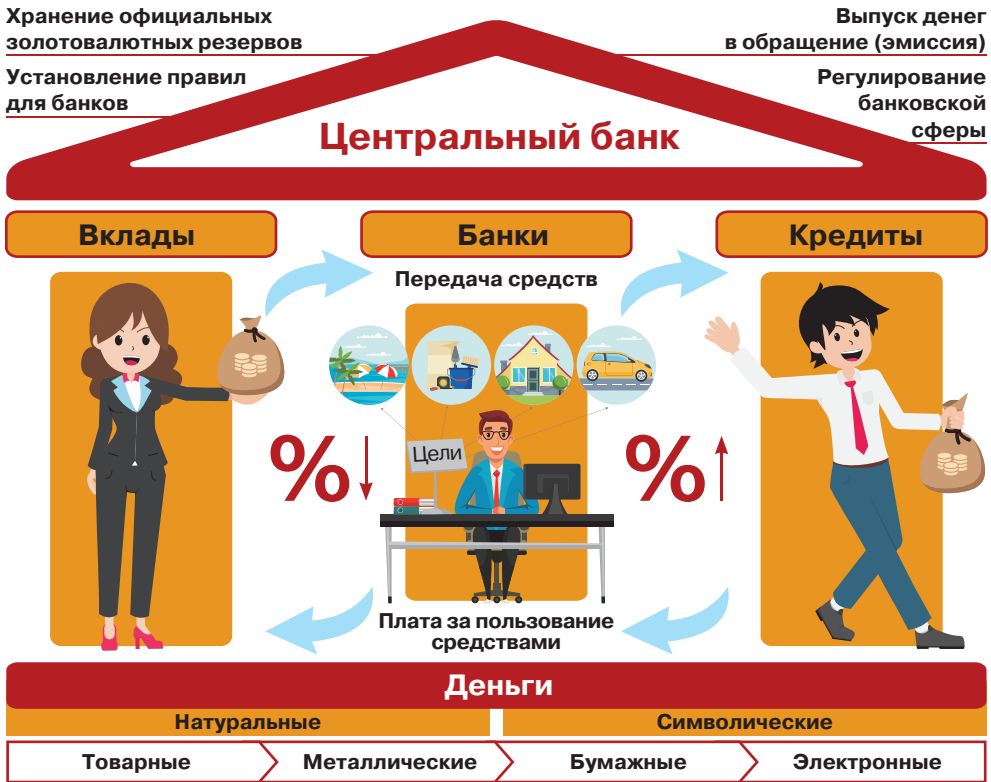 Хранение официальных
золотовалютных резервов
Установление правил
для банков
Выпуск денег
в обращение (эмиссия)
Регулирование
банковской
сферы
Центральный банк
Вклады
Банки
Кредиты
Передача средств
Цели
%
%
Плата за пользование
средствами
Деньги
Натуральные
Символические
Товарные
Металлические
Бумажные
Электронные